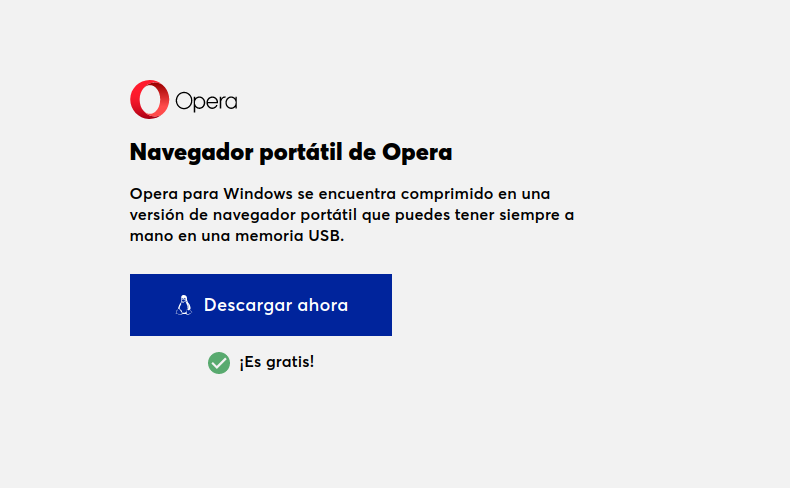 Opera
Navegador portátil de Opera
Opera para Windows se encuentra comprimido en una
versión de navegador portátil que puedes tener siempre a
mano en una memoria USB.
Descargar ahora
¡Es gratis!